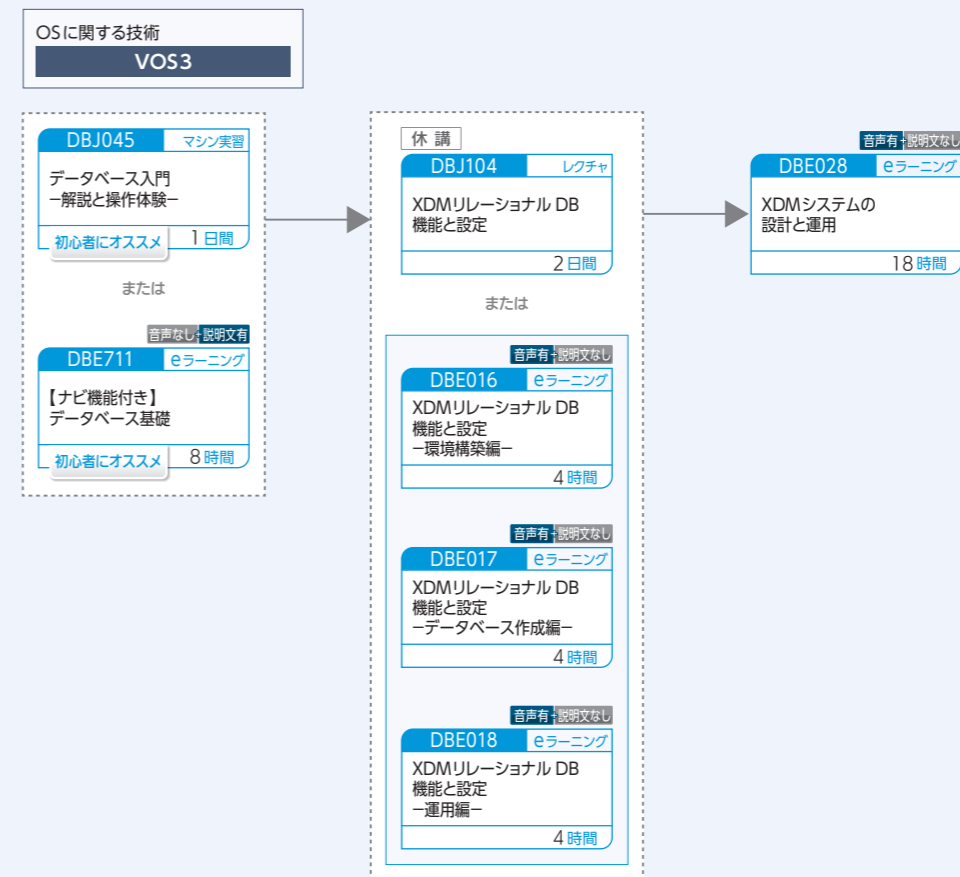 OSに関する技術
VOS3
DBJ045 マシン実習
データベース入門
−解説と操作体験−
初心者にオススメ 1日間
または
音声なし+説明文有
DBE711 eラーニング
【ナビ機能付き】
データベース基礎
初心者にオススメ 8時間
休 講
DBJ104 レクチャ
XDMリレーショナル DB
機能と設定
2日間
または
音声有+説明文なし
DBE016 eラーニング
XDMリレーショナル DB
機能と設定
−環境構築編−
4時間
音声有+説明文なし
DBE017 eラーニング
XDMリレーショナル DB
機能と設定
−データベース作成編−
4時間
音声有+説明文なし
DBE018 eラーニング
XDMリレーショナル DB
機能と設定
−運用編−
4時間
音声有+説明文なし
DBE028 eラーニング
XDMシステムの
設計と運用
18時間